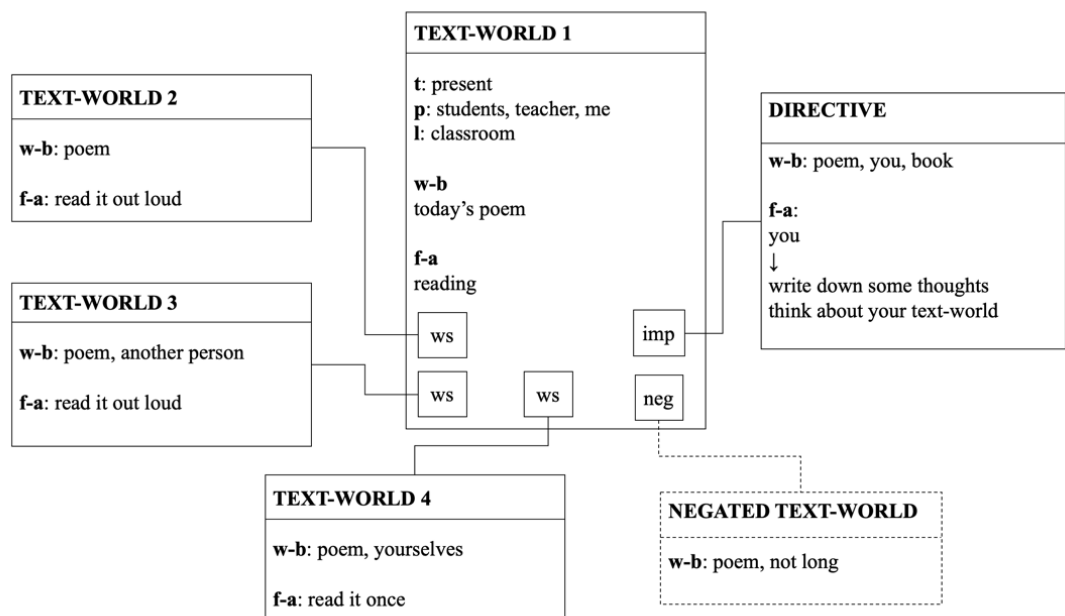 TEXT-WORLD 1
t: present
p: students, teacher, me
l: classroom
w-b
today’s poem
f-a
reading
ws
imp
ws
ws
neg
TEXT-WORLD 2
w-b: poem
f-a: read it out loud
TEXT-WORLD 3
w-b: poem, another person
f-a: read it out loud
TEXT-WORLD 4
w-b: poem, yourselves
f-a: read it once
DIRECTIVE
w-b: poem, you, book
f-a:
you
↓
write down some thoughts
think about your text-world
NEGATED TEXT-WORLD
w-b: poem, not long